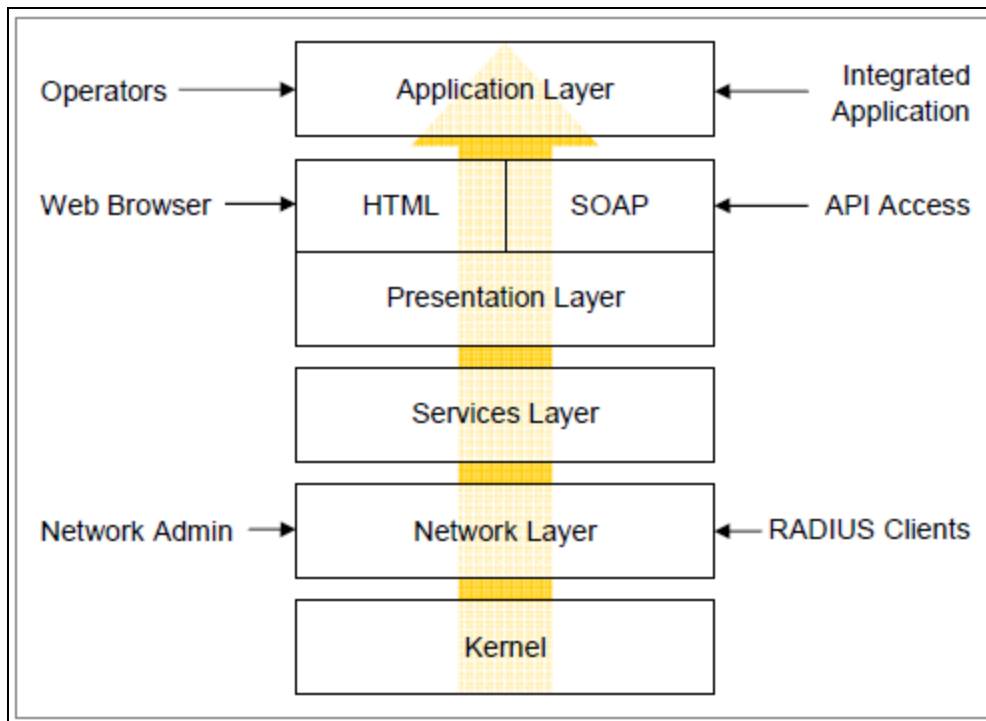 Operators
Application Layer
Integrated
Application
Web Browser
HTML
SOAP
API Access
Presentation Layer
Services Layer
Network Admin
Network Layer
RADIUS Clients
Kernel